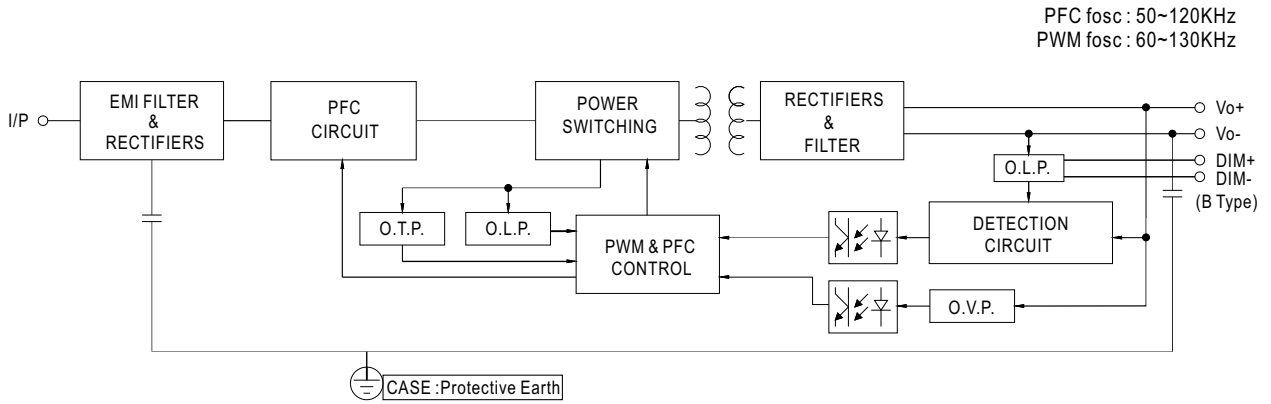 PFC fosc : 50~120KHz
PWM fosc : 60~130KHz
I/P
EMI FILTER
&
RECTIFIERS
PFC
CIRCUIT
POWER
SWITCHING
RECTIFIERS
&
FILTER
Vo+
Vo-
DIM+
DIM-
(B Type)
O.L.P.
O.T.P.
O.L.P.
PWM & PFC
CONTROL
DETECTION
CIRCUIT
O.V.P.
CASE :Protective Earth